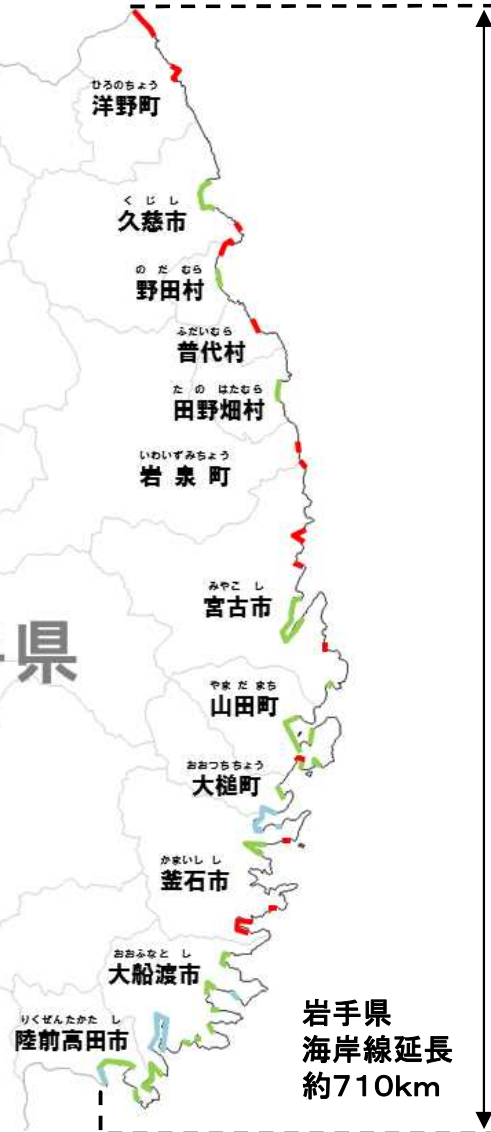 ひろのちょう
洋野町
くじし
久慈市
のだむら
野田村
ふだいむら
普代村
たのはたむら
田野畑村
いわいずみちょう
岩泉町
みやこし
宮古市
県
やまだまち
山田町
おおつちちょう
大槌町
かまいしし
釜石市
おおふなとし
大船渡市
りくぜんたかたし
陸前高田市
岩手県
海岸線延長
約710km